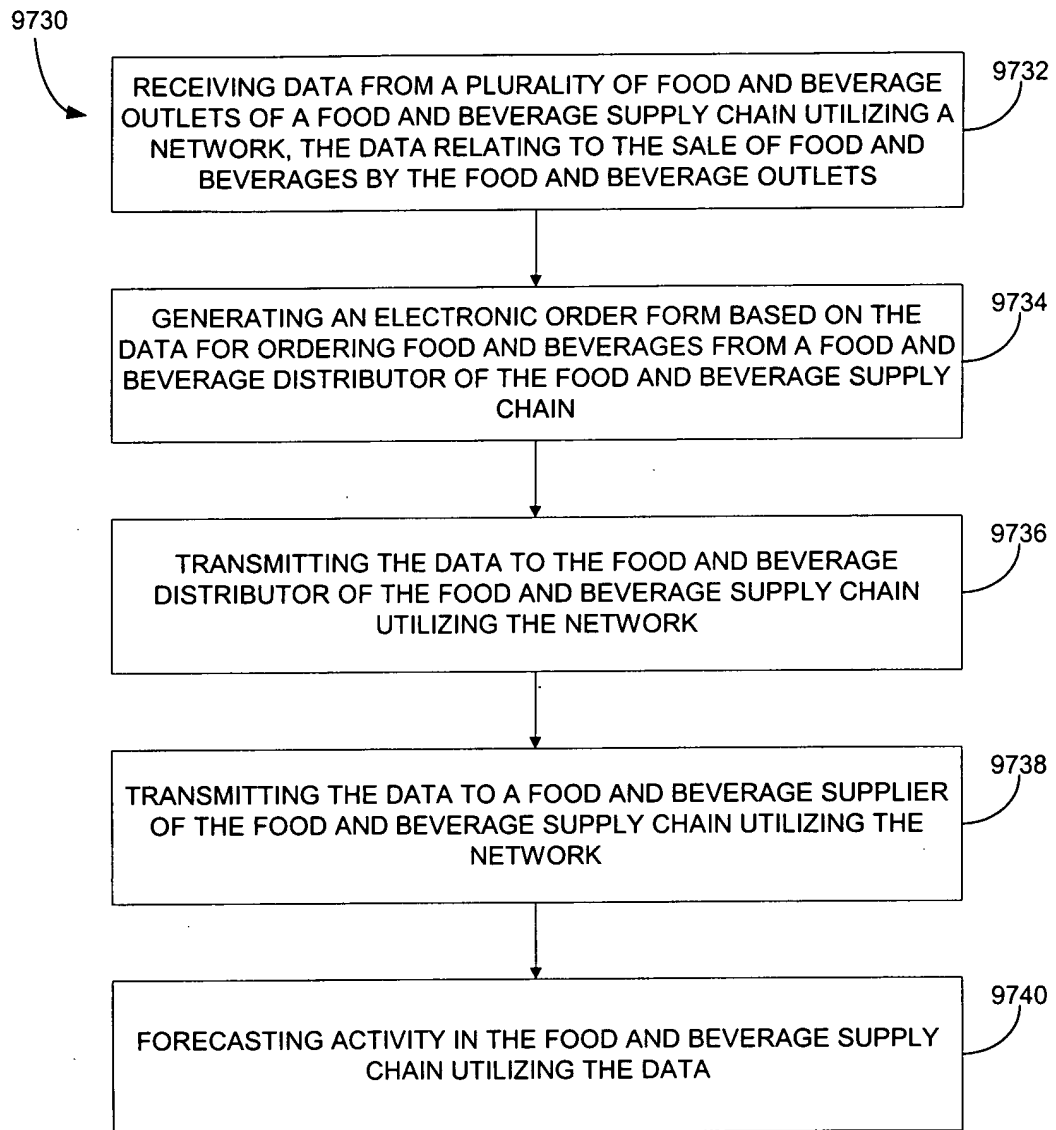 9730
9732
RECEIVING DATA FROM A PLURALITY OF FOOD AND BEVERAGE
OUTLETS OF A FOOD AND BEVERAGE SUPPLY CHAIN UTILIZING A
NETWORK, THE DATA RELATING TO THE SALE OF FOOD AND
BEVERAGES BY THE FOOD AND BEVERAGE OUTLETS
9734
GENERATING AN ELECTRONIC ORDER FORM BASED ON THE
DATA FOR ORDERING FOOD AND BEVERAGES FROM A FOOD AND
BEVERAGE DISTRIBUTOR OF THE FOOD AND BEVERAGE SUPPLY
CHAIN
9736
TRANSMITTING THE DATA TO THE FOOD AND BEVERAGE
DISTRIBUTOR OF THE FOOD AND BEVERAGE SUPPLY CHAIN
UTILIZING THE NETWORK
9738
TRANSMITTING THE DATA TO A FOOD AND BEVERAGE SUPPLIER
OF THE FOOD AND BEVERAGE SUPPLY CHAIN UTILIZING THE
NETWORK
9740
FORECASTING ACTIVITY IN THE FOOD AND BEVERAGE SUPPLY
CHAIN UTILIZING THE DATA